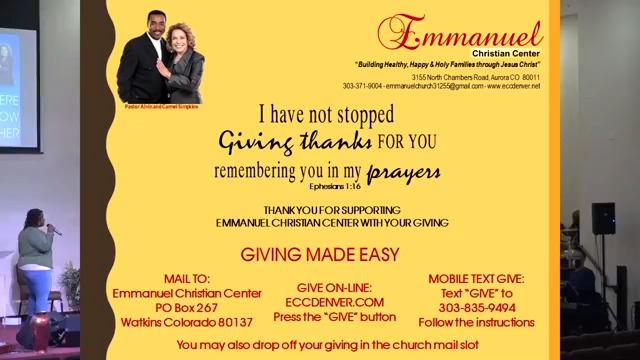 Emmanuel
Christian Center
"Building Healthy, Happy & Holy Families through Jesus Christ"
3155 North Chambers Road, Aurora CO 80011
303-371-9004 - emmanuelchurch31255@gmail.com - www.eccdenver.net
Pastor Alvin and Carmel Simpkins
I have not stopped
Giving thanks FOR YOU
remembering you in my prayers
Ephesians 1:16
THANK YOU FOR SUPPORTING
EMMANUEL CHRISTIAN CENTER WITH YOUR GIVING
GIVING MADE EASY
MAIL TO:
Emmanuel Christian Center
PO Box 267
Watkins Colorado 80137
GIVE ON-LINE:
ECCDENVER.COM
Press the "GIVE" button
MOBILE TEXT GIVE:
Text "GIVE" to
303-835-9494
Follow the instructions
You may also drop off your giving in the church mail slot
ERE
OW
HER